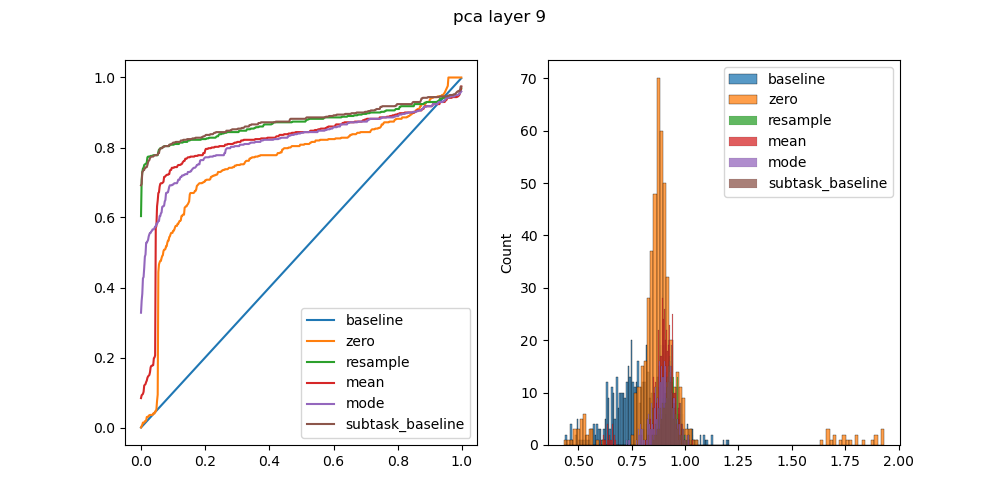 pca layer 9
1.0
0.8
0.6
0.4
0.2
0.0
0.0 0.2 0.4 0.6 0.8 1.0
baseline
zero
resample
mean
mode
subtask_baseline
Count
70
60
50
40
30
20
10
0
0.50 0.75 1.00 1.25 1.50 1.75 2.00
baseline
zero
resample
mean
mode
subtask_baseline